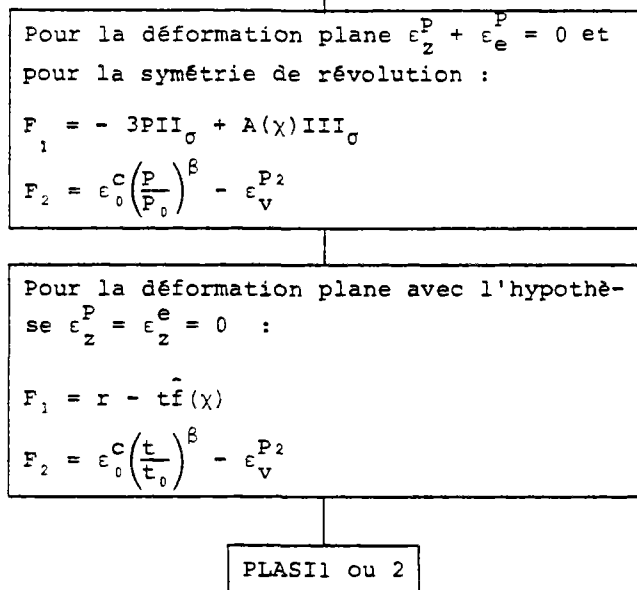 Pour la déformation plane ε_z^P + ε_e^P = 0 et
pour la symétrie de révolution :
F_1 = - 3PII_σ + A(χ)III_σ
F_2 = ε_0^C (P/P_0)^β - ε_V^{P2}
Pour la déformation plane avec l'hypothè-
se ε_z^P = ε_z^e = 0 :
F_1 = r - tf̂(χ)
F_2 = ε_0^C (t/t_0)^β - ε_V^{P2}
PLASI1 ou 2